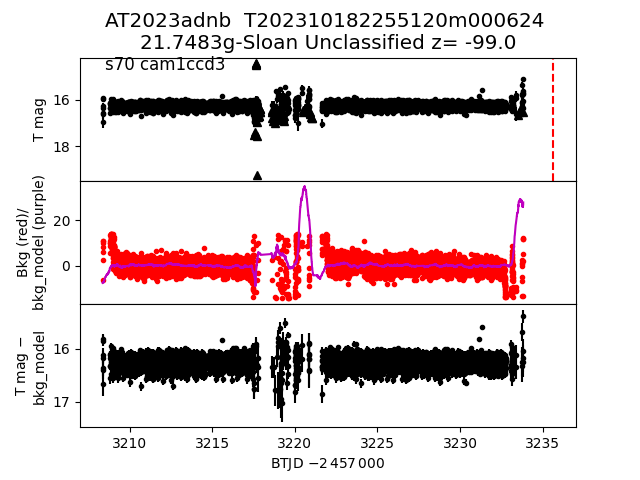 AT2023adnb  T202310182255120m000624
21.7483g-Sloan Unclassified z= -99.0
s70 cam1ccd3
T mag
16
18
Bkg (red)/
bkg_model (purple)
20
0
T mag −
bkg_model
16
17
3210 3215 3220 3225 3230 3235
BTJD −2 457 000